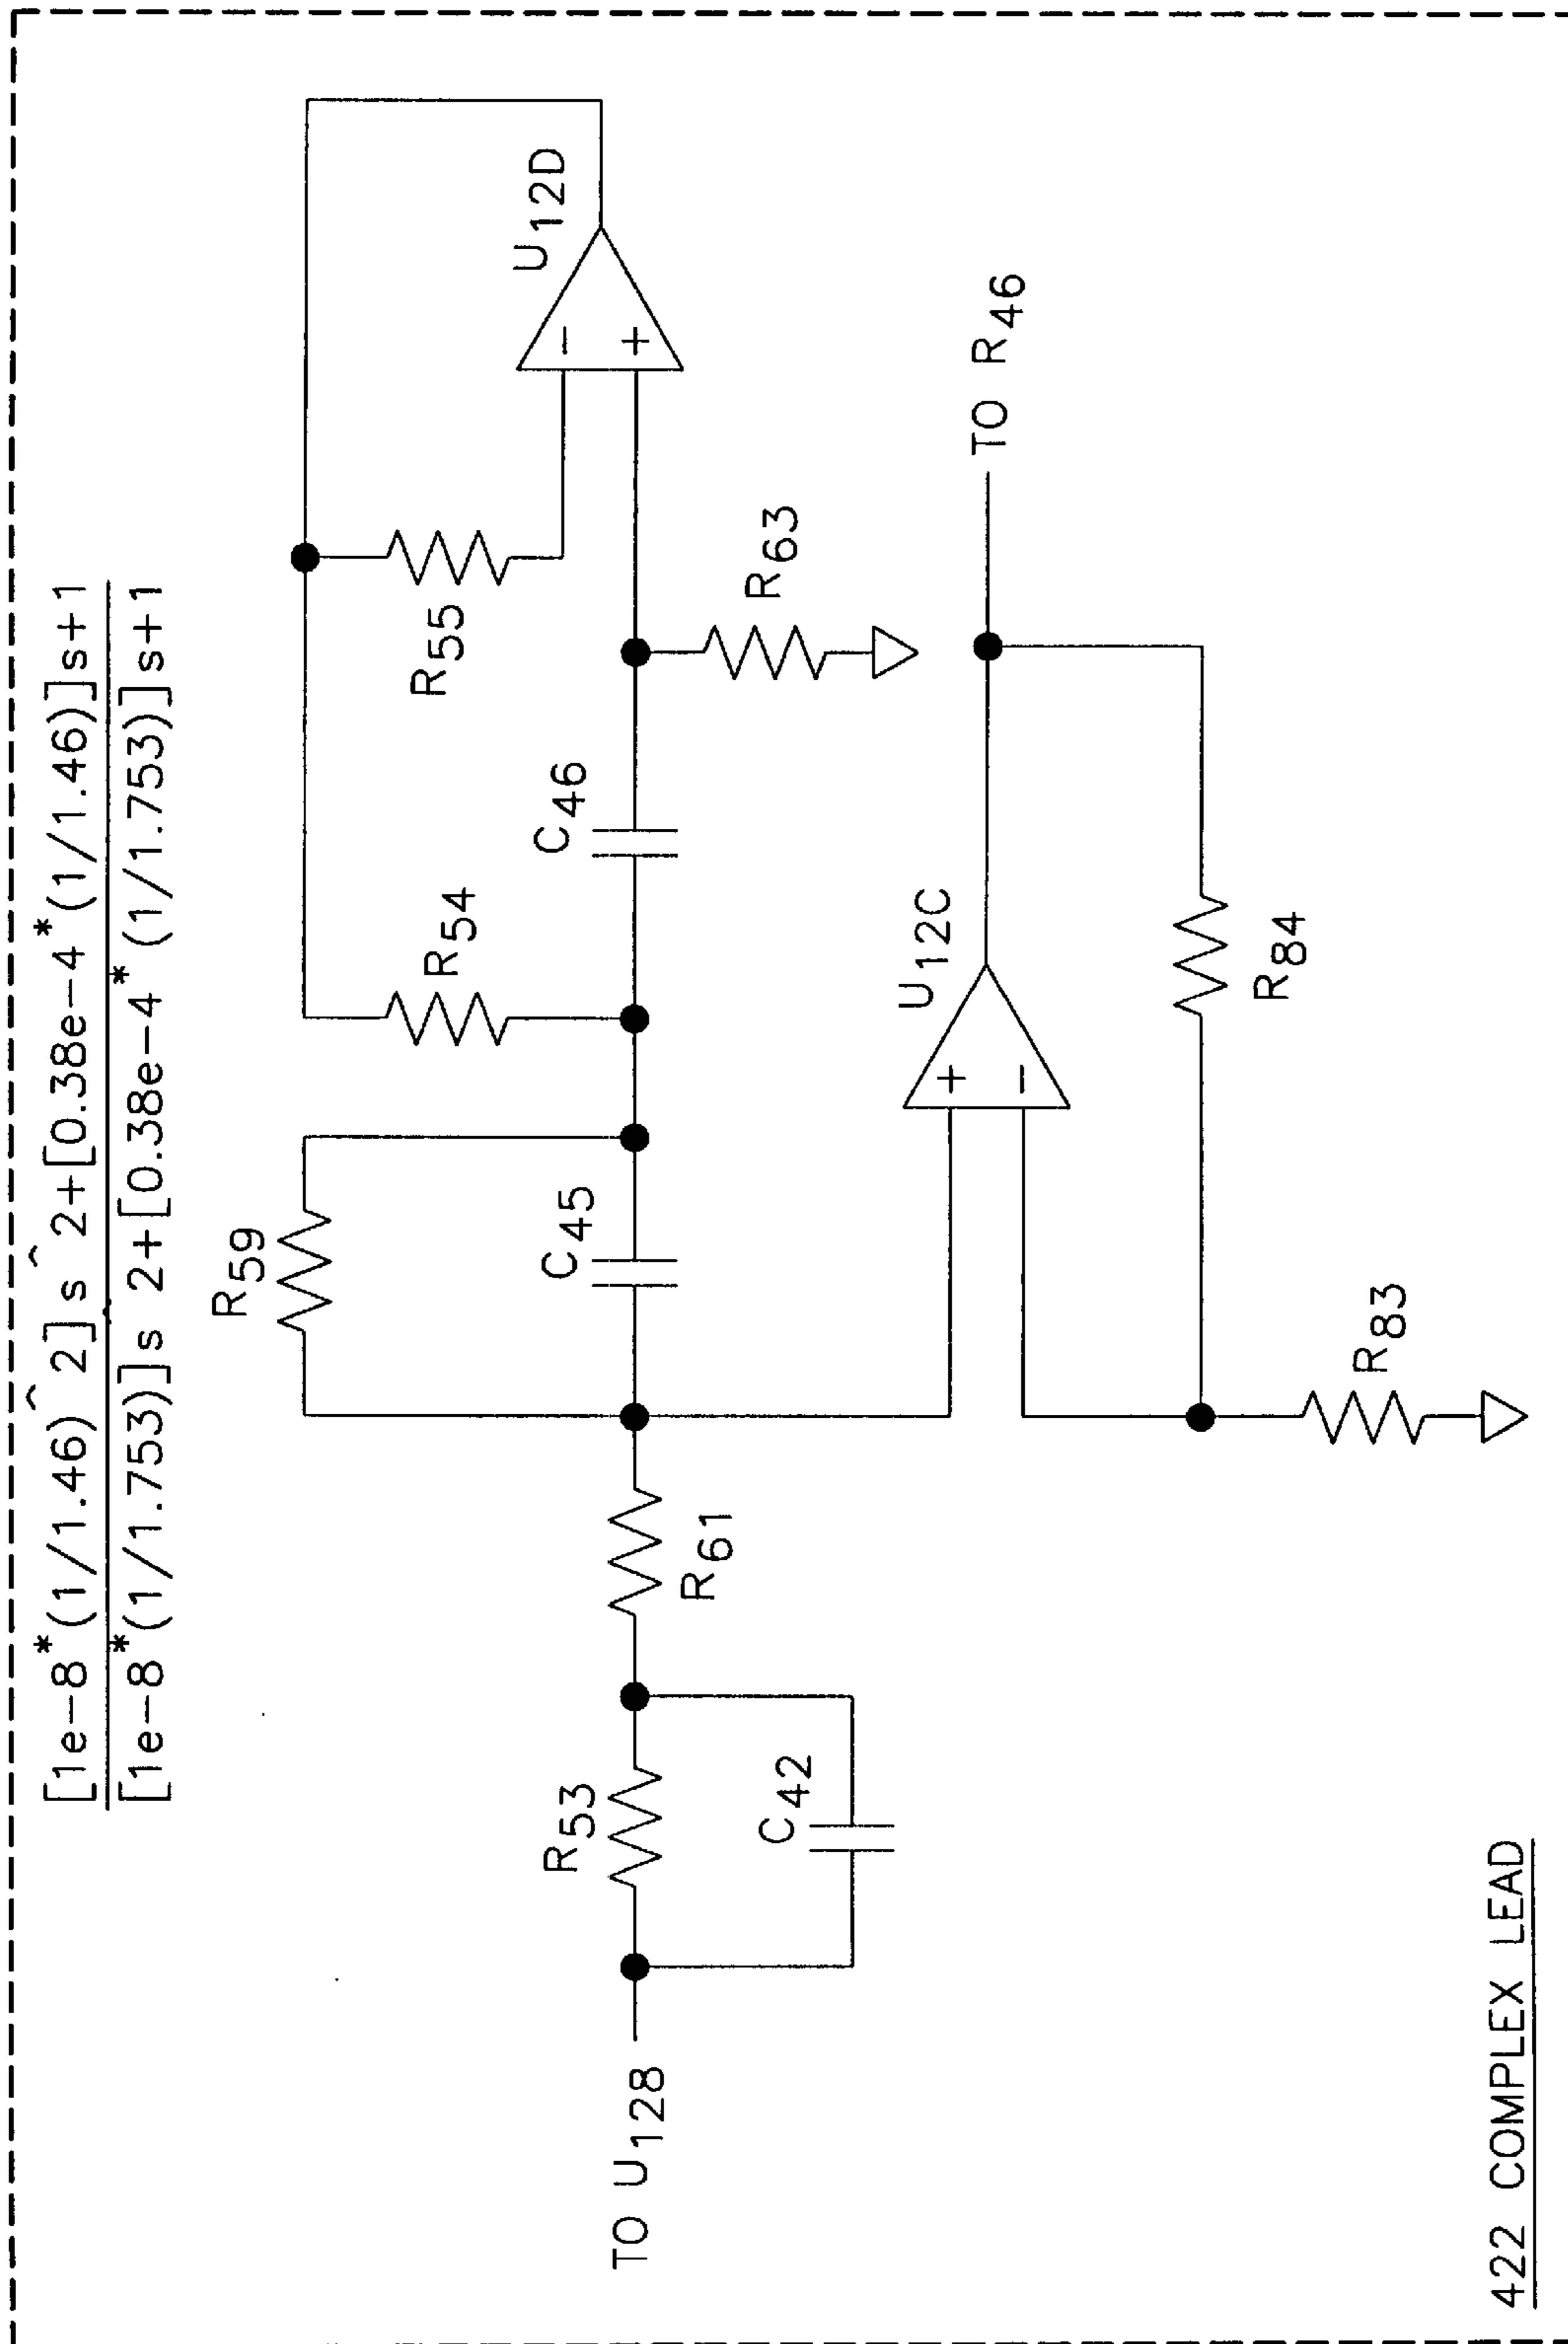 [1e-8*(1/1.46)^2]s^2+[0.38e-4*(1/1.46)]s+1
[1e-8*(1/1.753)]s 2+[0.38e-4*(1/1.753)]s+1
R59
R54
R55
U12D
-
+
R53
C45
C46
TO U128
R61
R63
C42
U12C
+
-
TO R46
R84
R83
422 COMPLEX LEAD